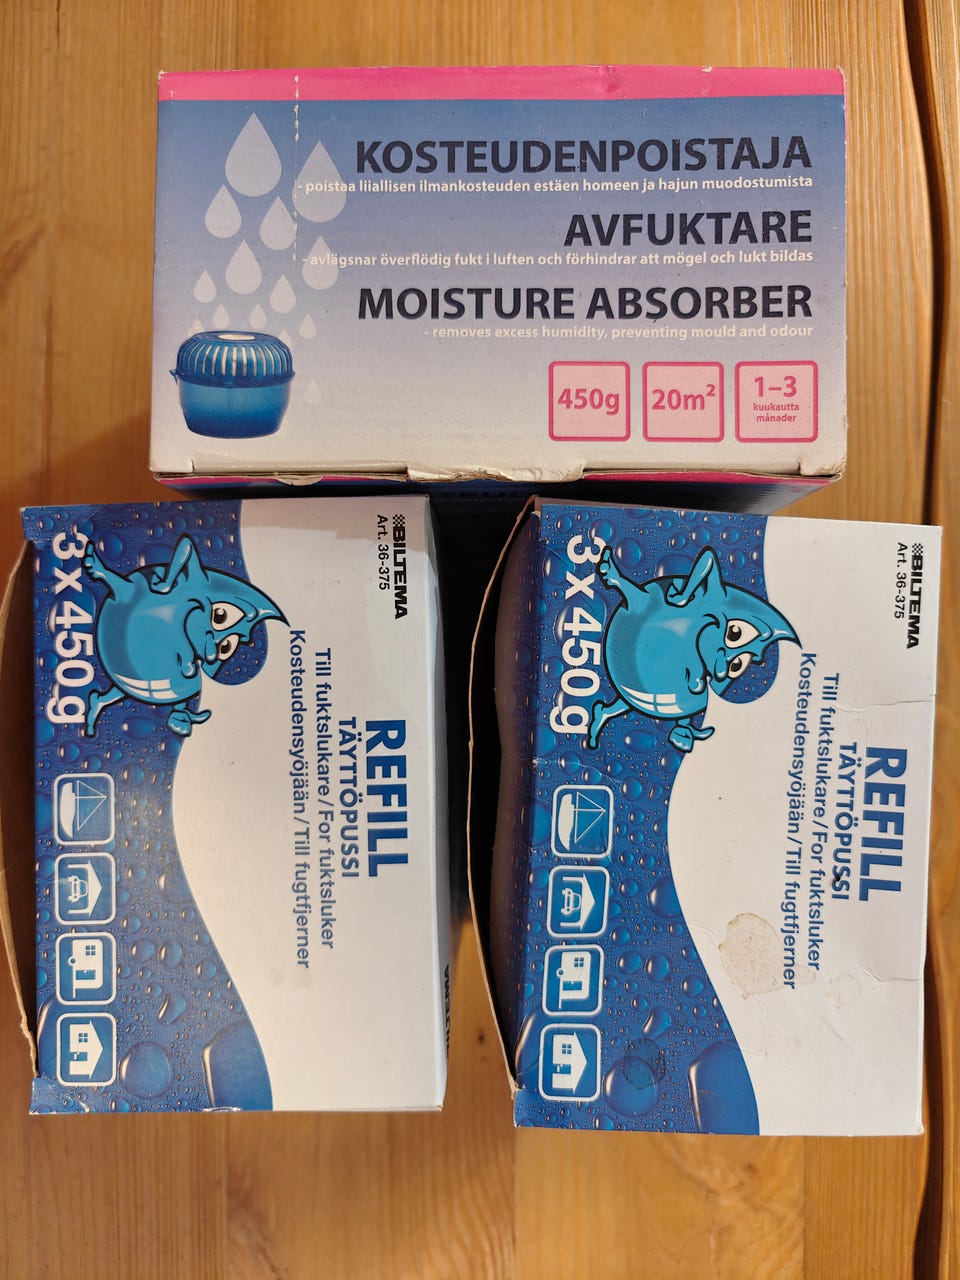 KOSTEUDENPOISTAJA
- poistaa liiallisen ilmankosteuden estäen homeen ja hajun muodostumista
AVFUKTARE
- avlägsnar överflödig fukt i luften och förhindrar att mögel och lukt bildas
MOISTURE ABSORBER
- removes excess humidity, preventing mould and odour
450g
20m²
1–3
kuukautta
månader
BILTEMA
Art. 36-375
3 x 450 g
REFILL
TÄYTTÖPUSSI
Till fuktslukare/For fuktsluker
Kosteudensyöjään/Till fugtfjerner
BILTEMA
Art. 36-375
3 x 450 g
REFILL
TÄYTTÖPUSSI
Till fuktslukare/For fuktsluker
Kosteudensyöjään/Till fugtfjerner